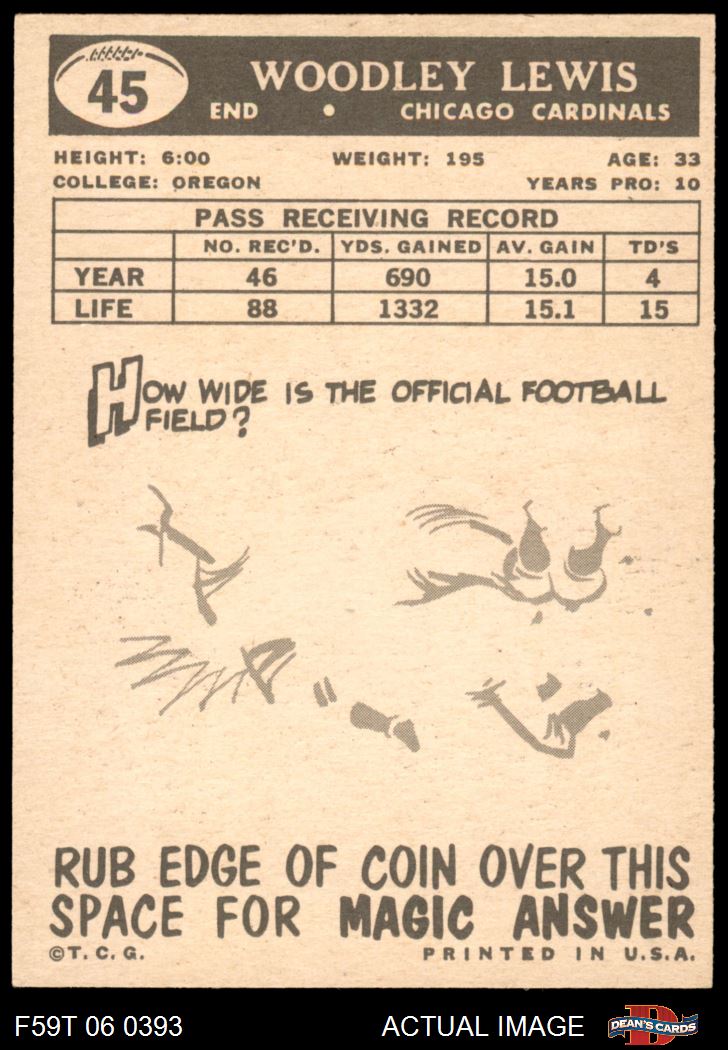 45
WOODLEY LEWIS
END • CHICAGO CARDINALS
HEIGHT: 6:00 WEIGHT: 195 AGE: 33
COLLEGE: OREGON YEARS PRO: 10
PASS RECEIVING RECORD
NO. REC'D. YDS. GAINED AV. GAIN TD'S
YEAR 46 690 15.0 4
LIFE 88 1332 15.1 15
HOW WIDE IS THE OFFICIAL FOOTBALL
FIELD?
RUB EDGE OF COIN OVER THIS
SPACE FOR MAGIC ANSWER
©T.C.G. PRINTED IN U.S.A.
F59T 06 0393 ACTUAL IMAGE DEAN'S CARDS